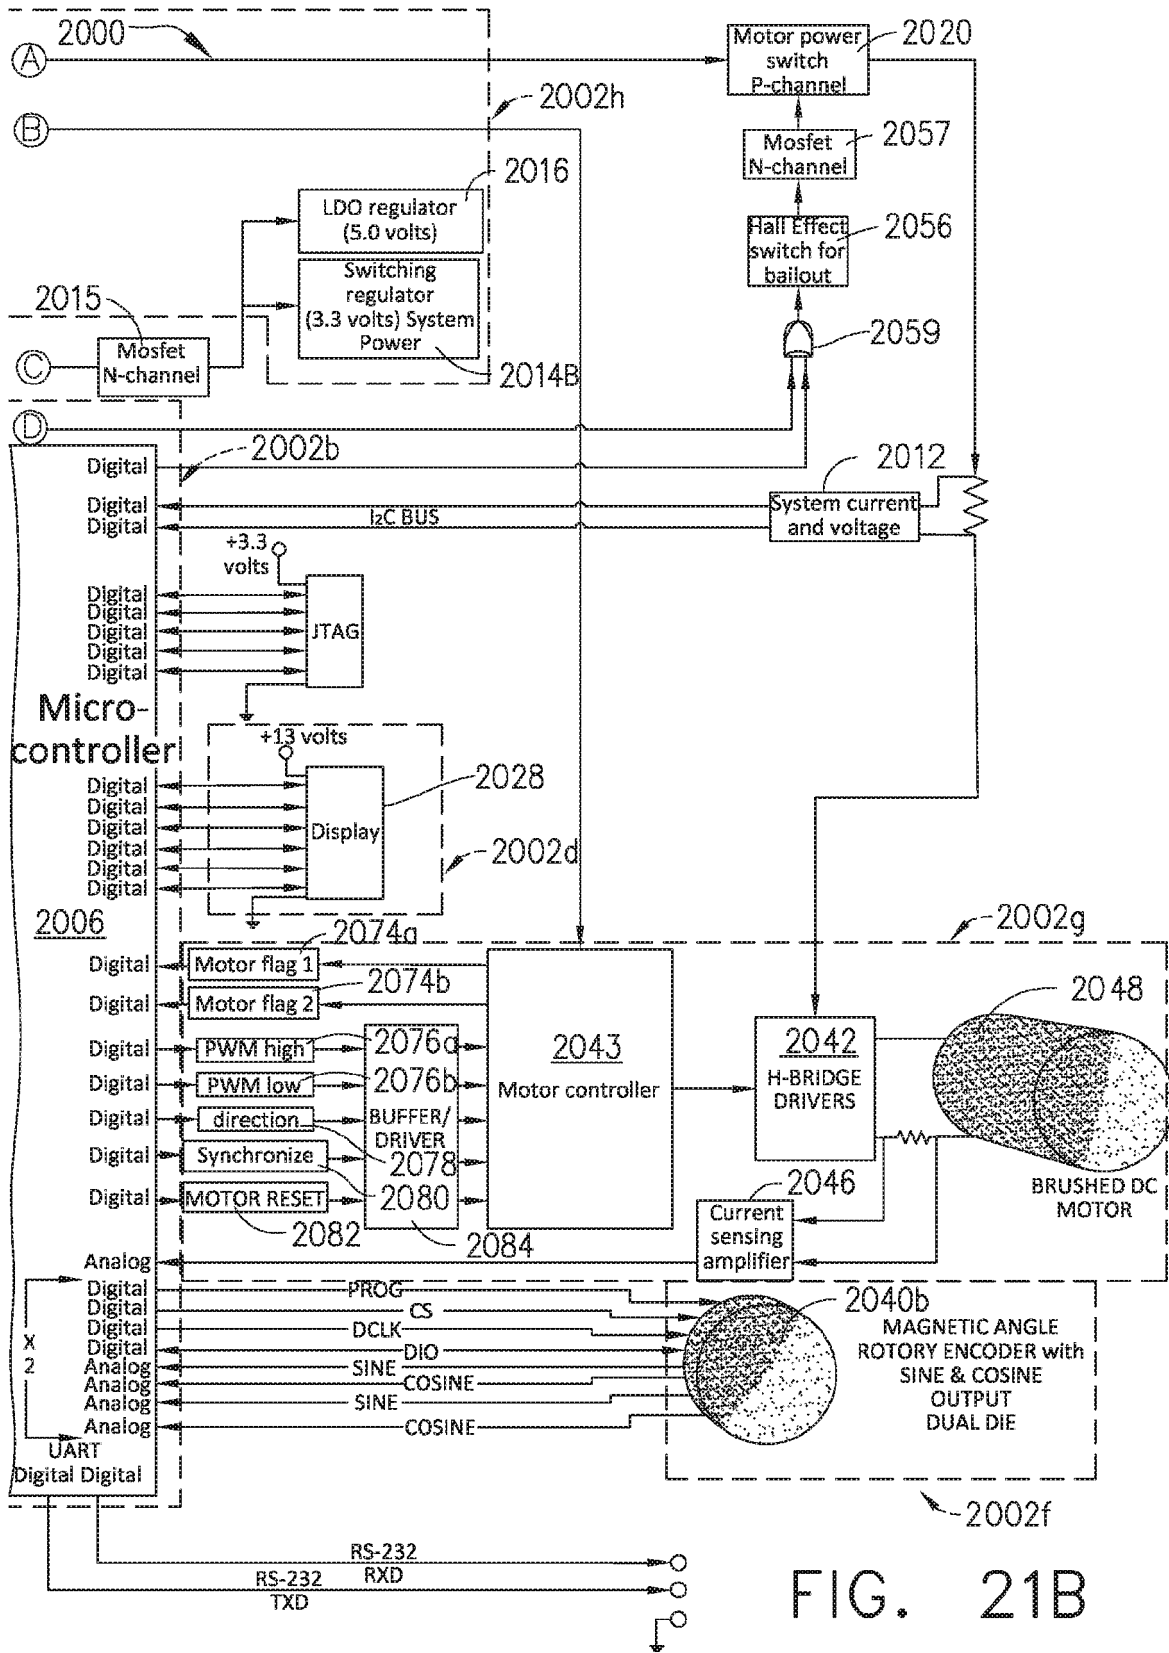 2000
A
Motor power
switch
P-channel
2020
2002h
B
Mosfet
N-channel
2057
2016
LDO regulator
(5.0 volts)
Hall Effect
switch for
bailout
2056
Switching
regulator
(3.3 volts) System
Power
2015
Mosfet
N-channel
C
2014B
2059
D
2002b
Digital
2012
Digital
Digital
I2C BUS
System current
and voltage
+3.3
volts
Digital
Digital
Digital
Digital
Digital
JTAG
Micro-
controller
+13 volts
2028
Digital
Digital
Digital
Digital
Digital
Digital
Display
2002d
2006
2074a
2002g
Digital
Motor flag 1
2074b
Digital
Motor flag 2
2048
Digital
PWM high
2076a
2043
Motor controller
2042
H-BRIDGE
DRIVERS
Digital
PWM low
2076b
Digital
direction
BUFFER/
DRIVER
Digital
Synchronize
2078
2080
Digital
MOTOR RESET
2082
2084
2046
Current
sensing
amplifier
BRUSHED DC
MOTOR
Analog
Digital
PROG
Digital
CS
Digital
DCLK
Digital
DIO
Analog
SINE
Analog
COSINE
Analog
SINE
Analog
COSINE
X
2
2040b
MAGNETIC ANGLE
ROTORY ENCODER with
SINE & COSINE
OUTPUT
DUAL DIE
UART
Digital Digital
2002f
RS-232
RXD
RS-232
TXD
FIG. 21B